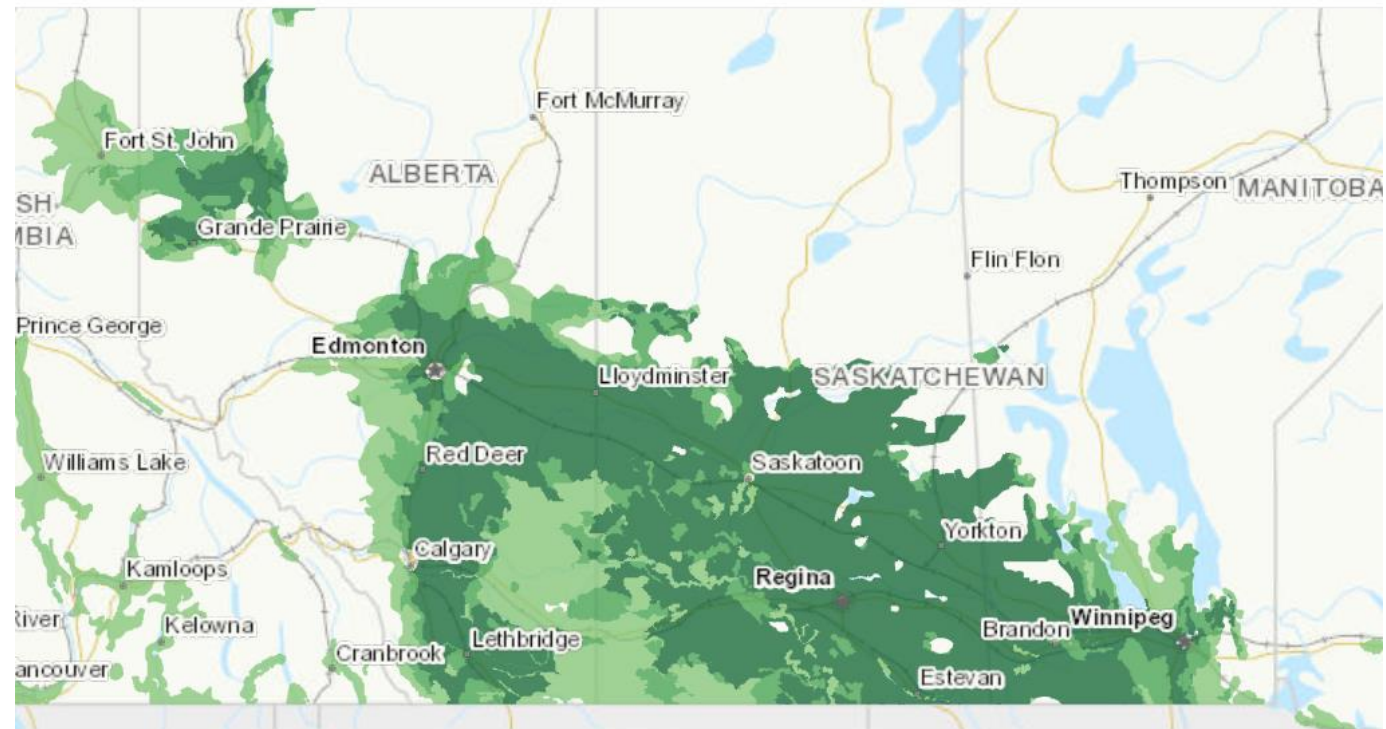 Fort McMurray
Fort St. John
ALBERTA
Thompson
MANITOBA
SH
MBIA
Grande Prairie
Flin Flon
Prince George
Edmonton
Lloydminster
SASKATCHEWAN
Red Deer
Williams Lake
Saskatoon
Yorkton
Calgary
Kamloops
Regina
River
Kelowna
Brandon
Winnipeg
Lethbridge
Cranbrook
ancouver
Estevan